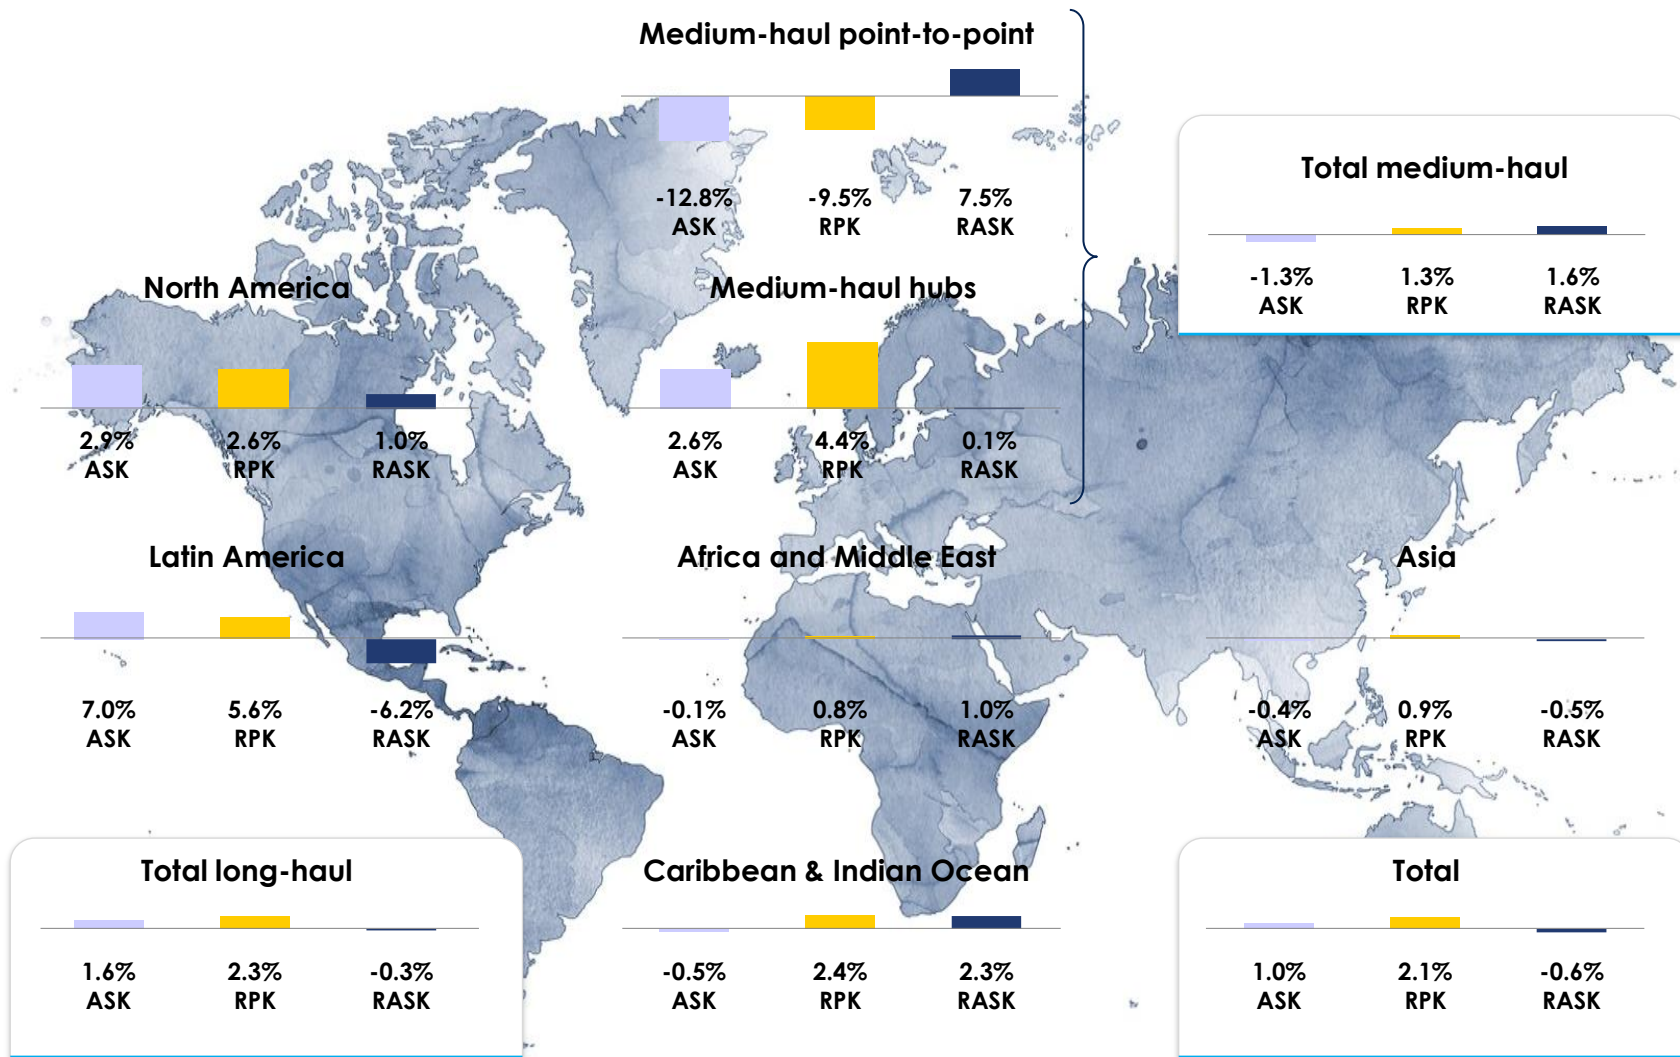 Medium-haul point-to-point
-12.8% -9.5% 7.5%
ASK RPK RASK
Total medium-haul
-1.3% 1.3% 1.6%
ASK RPK RASK
North America
2.9% 2.6% 1.0%
ASK RPK RASK
Medium-haul hubs
2.6% 4.4% 0.1%
ASK RPK RASK
Latin America
7.0% 5.6% -6.2%
ASK RPK RASK
Africa and Middle East
-0.1% 0.8% 1.0%
ASK RPK RASK
Asia
-0.4% 0.9% -0.5%
ASK RPK RASK
Total long-haul
1.6% 2.3% -0.3%
ASK RPK RASK
Caribbean & Indian Ocean
-0.5% 2.4% 2.3%
ASK RPK RASK
Total
1.0% 2.1% -0.6%
ASK RPK RASK